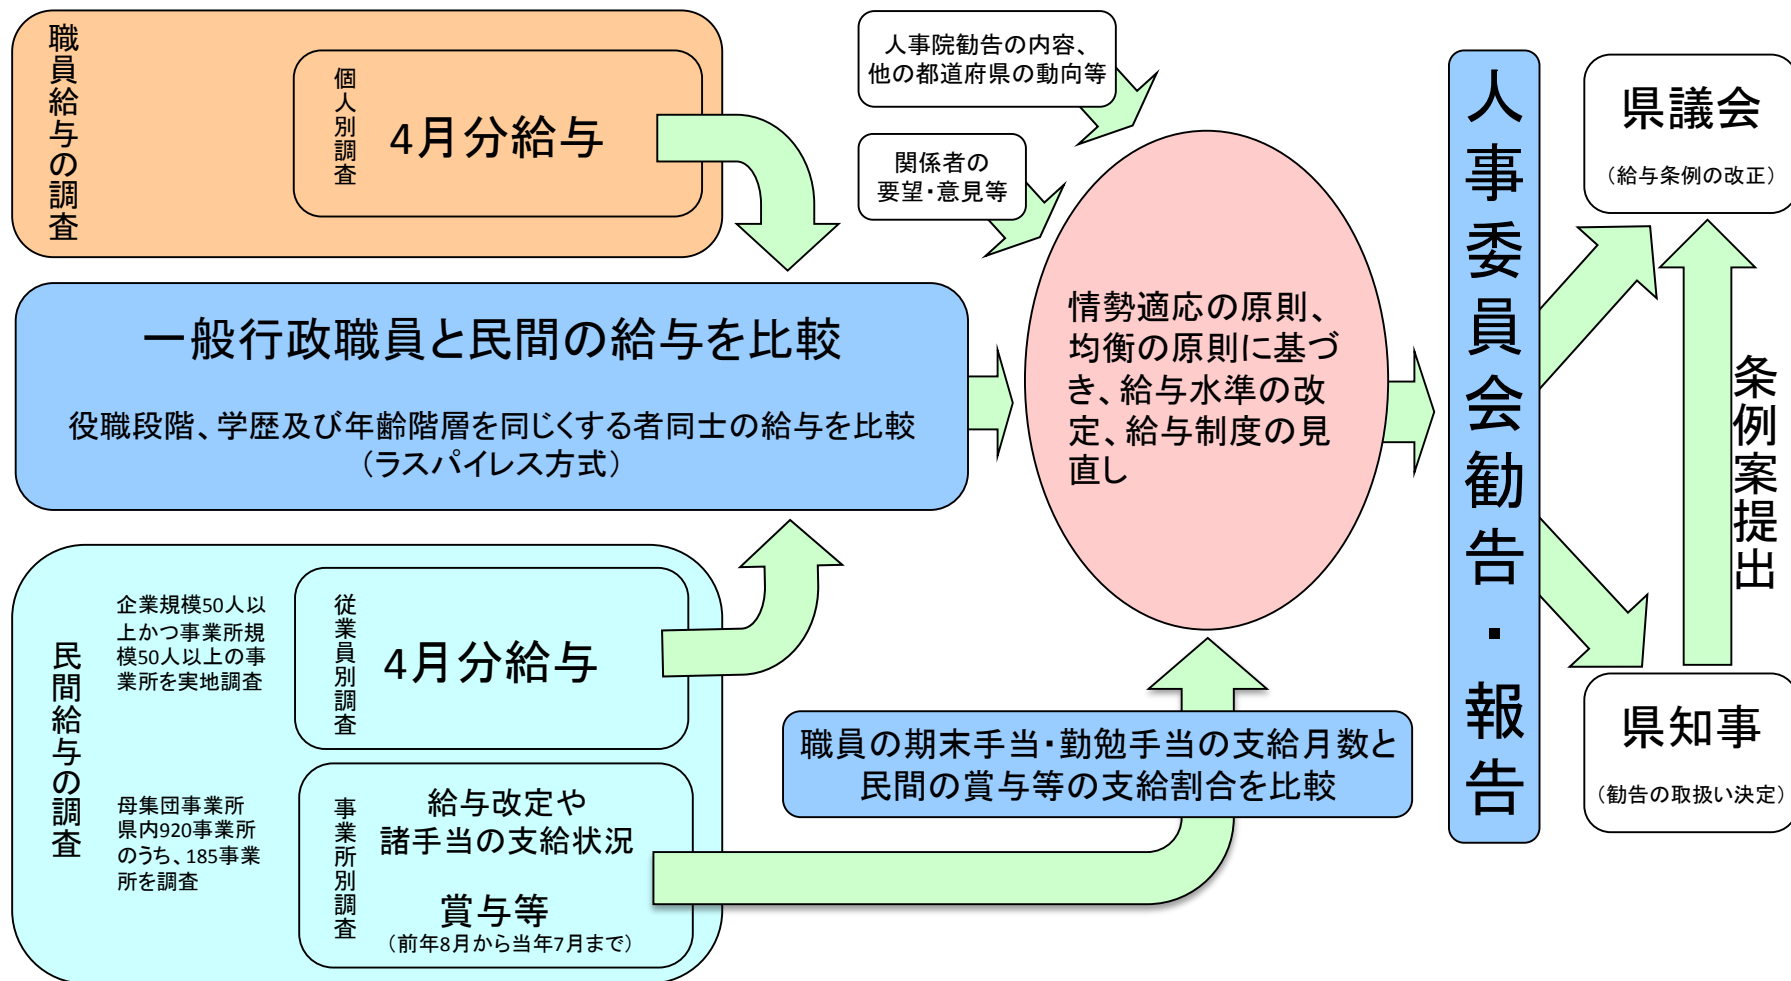 職員給与の調査
個人別調査
4月分給与
人事院勧告の内容、
他の都道府県の動向等
関係者の
要望・意見等
一般行政職員と民間の給与を比較
役職段階、学歴及び年齢階層を同じくする者同士の給与を比較
（ラスパイレス方式）
情勢適応の原則、
均衡の原則に基づ
き、給与水準の改
定、給与制度の見
直し
民間給与の調査
企業規模50人以
上かつ事業所規
模50人以上の事
業所を実地調査
従業員別調査
4月分給与
母集団事業所
県内920事業所
のうち、185事業
所を調査
事業所別調査
給与改定や
諸手当の支給状況
賞与等
（前年8月から当年7月まで）
職員の期末手当・勤勉手当の支給月数と
民間の賞与等の支給割合を比較
人事委員会勧告・報告
県議会
（給与条例の改正）
条例案提出
県知事
（勧告の取扱い決定）